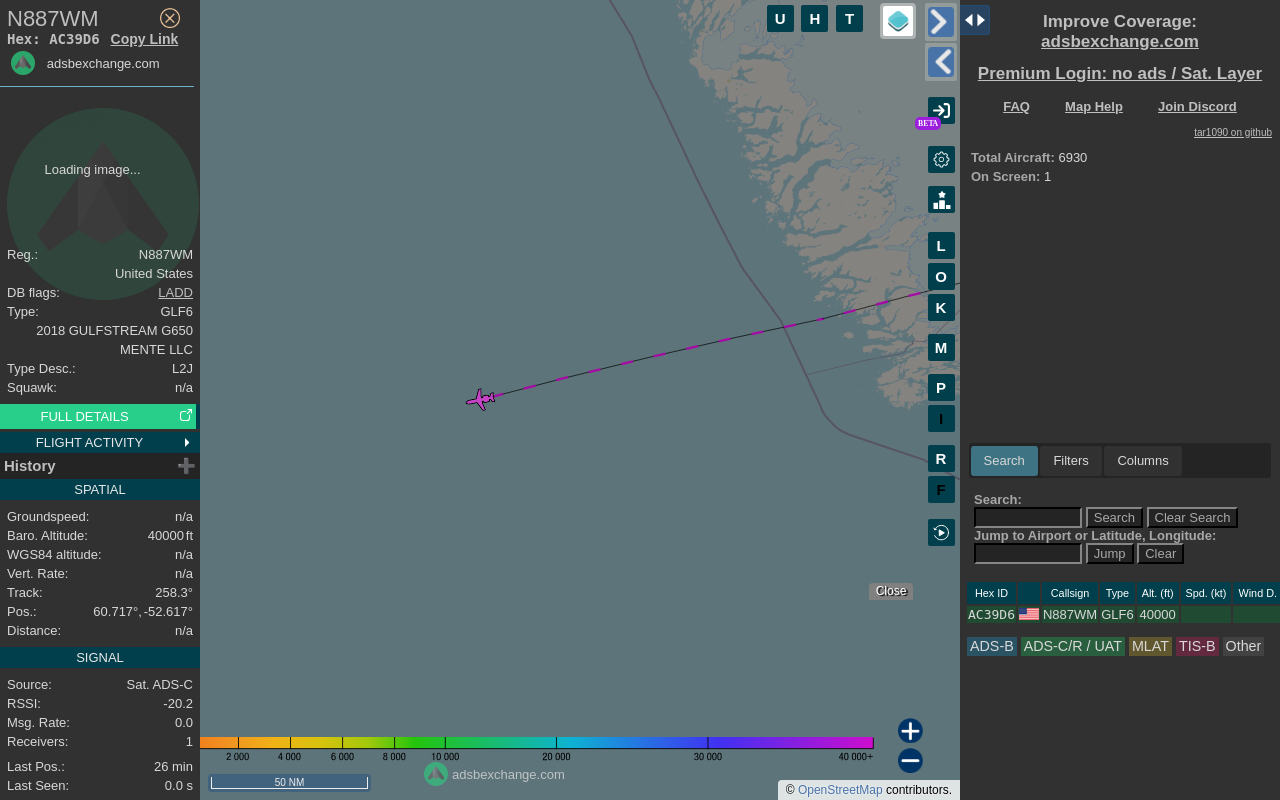 N887WM
Hex: AC39D6 Copy Link
adsbexchange.com
Loading image...
Reg.: N887WM
United States
DB flags: LADD
Type: GLF6
2018 GULFSTREAM G650
MENTE LLC
Type Desc.: L2J
Squawk: n/a
FULL DETAILS
FLIGHT ACTIVITY
History
SPATIAL
Groundspeed: n/a
Baro. Altitude: 40000 ft
WGS84 altitude: n/a
Vert. Rate: n/a
Track: 258.3°
Pos.: 60.717°, -52.617°
Distance: n/a
SIGNAL
Source: Sat. ADS-C
RSSI: -20.2
Msg. Rate: 0.0
Receivers: 1
Last Pos.: 26 min
Last Seen: 0.0 s
U H T
BETA
L
O
K
M
P
I
R
F
Close
2 000 4 000 6 000 8 000 10 000 20 000 30 000 40 000+
50 NM
adsbexchange.com
© OpenStreetMap contributors.
Improve Coverage:
adsbexchange.com
Premium Login: no ads / Sat. Layer
FAQ Map Help Join Discord
tar1090 on github
Total Aircraft: 6930
On Screen: 1
Search Filters Columns
Search:
Search Clear Search
Jump to Airport or Latitude, Longitude:
Jump Clear
Hex ID Callsign Type Alt. (ft) Spd. (kt) Wind D.
AC39D6 N887WM GLF6 40000
ADS-B ADS-C/R / UAT MLAT TIS-B Other